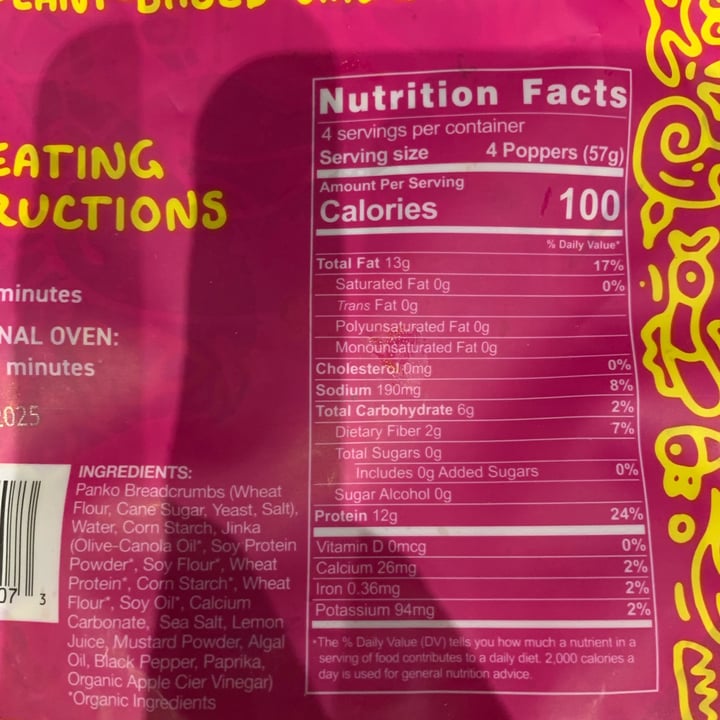 EATING
RUCTIONS
minutes
NAL OVEN:
minutes
2025
07 3
INGREDIENTS:
Panko Breadcrumbs (Wheat
Flour, Cane Sugar, Yeast, Salt),
Water, Corn Starch, Jinka
(Olive-Canola Oil*, Soy Protein
Powder*, Soy Flour*, Wheat
Protein*, Corn Starch*, Wheat
Flour*, Soy Oil*, Calcium
Carbonate, Sea Salt, Lemon
Juice, Mustard Powder, Algal
Oil, Black Pepper, Paprika,
Organic Apple Cier Vinegar)
*Organic Ingredients
Nutrition Facts
4 servings per container
Serving size 4 Poppers (57g)
Amount Per Serving
Calories 100
% Daily Value*
Total Fat 13g 17%
Saturated Fat 0g 0%
Trans Fat 0g
Polyunsaturated Fat 0g
Monounsaturated Fat 0g
Cholesterol 0mg 0%
Sodium 190mg 8%
Total Carbohydrate 6g 2%
Dietary Fiber 2g 7%
Total Sugars 0g
Includes 0g Added Sugars 0%
Sugar Alcohol 0g
Protein 12g 24%
Vitamin D 0mcg 0%
Calcium 26mg 2%
Iron 0.36mg 2%
Potassium 94mg 2%
*The % Daily Value (DV) tells you how much a nutrient in a
serving of food contributes to a daily diet. 2,000 calories a
day is used for general nutrition advice.